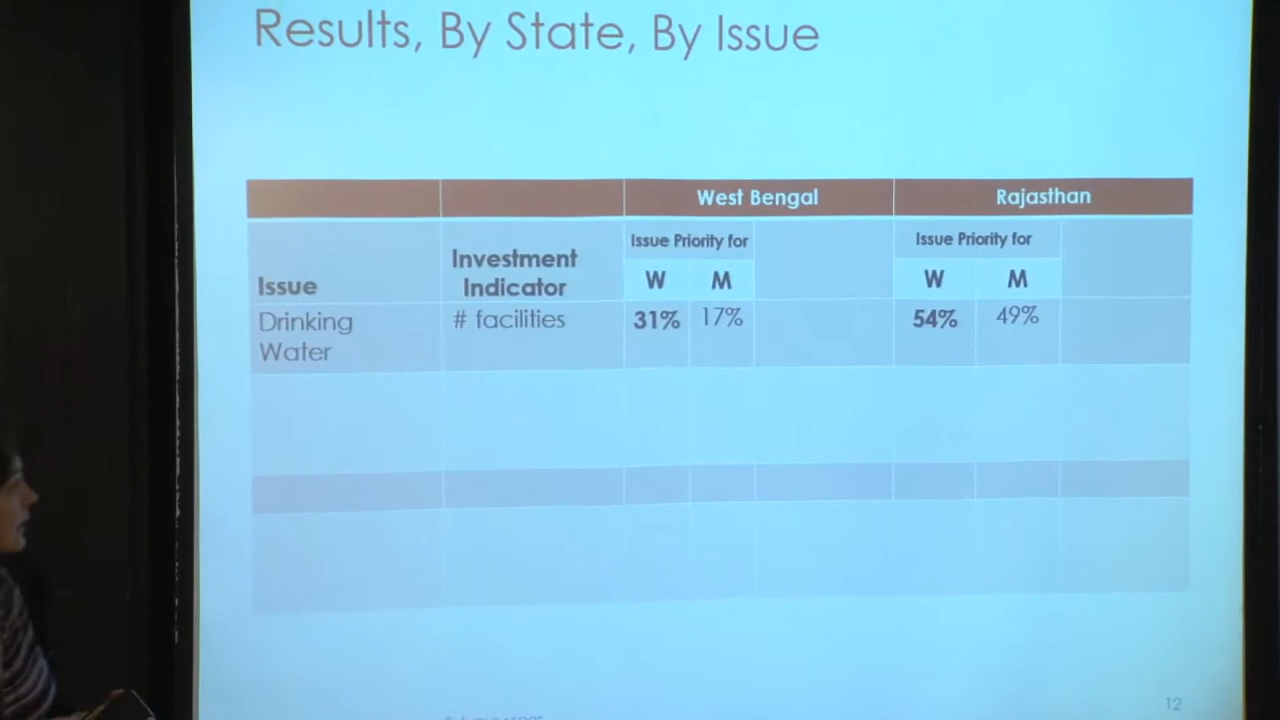 Results, By State, By Issue
West Bengal Rajasthan
Issue Priority for Issue Priority for
Investment
Issue Indicator W M W M
Drinking # facilities 31% 17% 54% 49%
Water
12